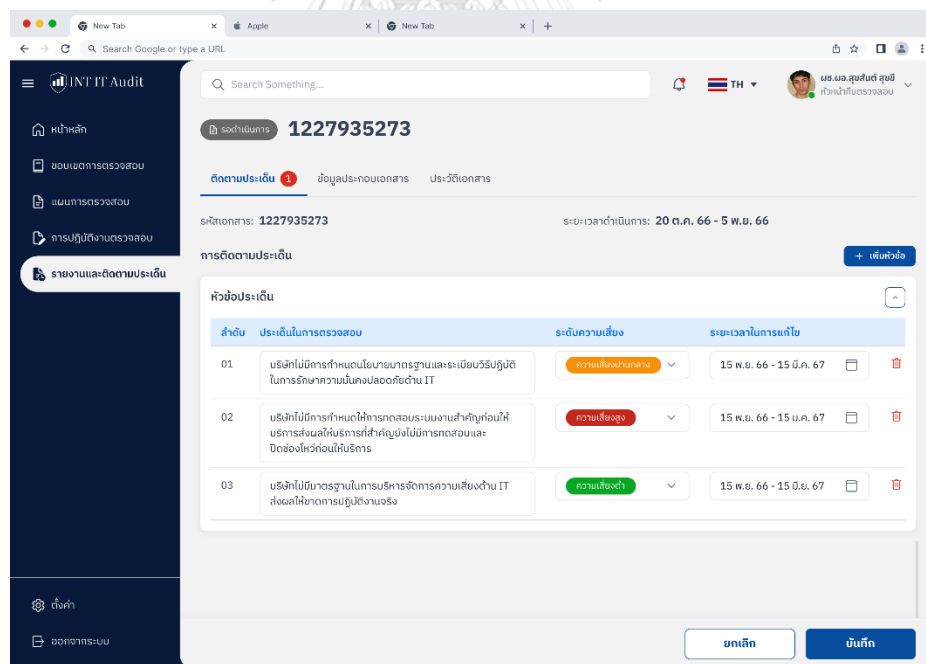 New Tab
Apple
New Tab
Search Google or type a URL
INT IT Audit
Search Something...
TH
ผช.ผอ.สุขสันต์ สุขขี
หัวหน้าทีมตรวจสอบ
หน้าหลัก
ขอบเขตการตรวจสอบ
แผนการตรวจสอบ
การปฏิบัติงานตรวจสอบ
รายงานและติดตามประเด็น
ตั้งค่า
ออกจากระบบ
รอดำเนินการ 1227935273
ติดตามประเด็น 1 ข้อมูลประกอบเอกสาร ประวัติเอกสาร
รหัสเอกสาร: 1227935273 ระยะเวลาดำเนินการ: 20 ต.ค. 66 - 5 พ.ย. 66
การติดตามประเด็น + เพิ่มหัวข้อ
หัวข้อประเด็น
ลำดับ ประเด็นในการตรวจสอบ ระดับความเสี่ยง ระยะเวลาในการแก้ไข
01 บริษัทไม่มีการกำหนดนโยบายมาตรฐานและระเบียบวิธีปฏิบัติ ความเสี่ยงปานกลาง 15 พ.ย. 66 - 15 มี.ค. 67
ในการรักษาความมั่นคงปลอดภัยด้าน IT
02 บริษัทไม่มีการกำหนดให้การทดสอบระบบงานสำคัญก่อนให้ ความเสี่ยงสูง 15 พ.ย. 66 - 15 ม.ค. 67
บริการส่งผลให้บริการที่สำคัญยังไม่มีการทดสอบและ
ปิดช่องโหว่ก่อนให้บริการ
03 บริษัทไม่มีมาตรฐานในการบริหารจัดการความเสี่ยงด้าน IT ความเสี่ยงต่ำ 15 พ.ย. 66 - 15 มิ.ย. 67
ส่งผลให้ขาดการปฏิบัติงานจริง
ยกเลิก บันทึก